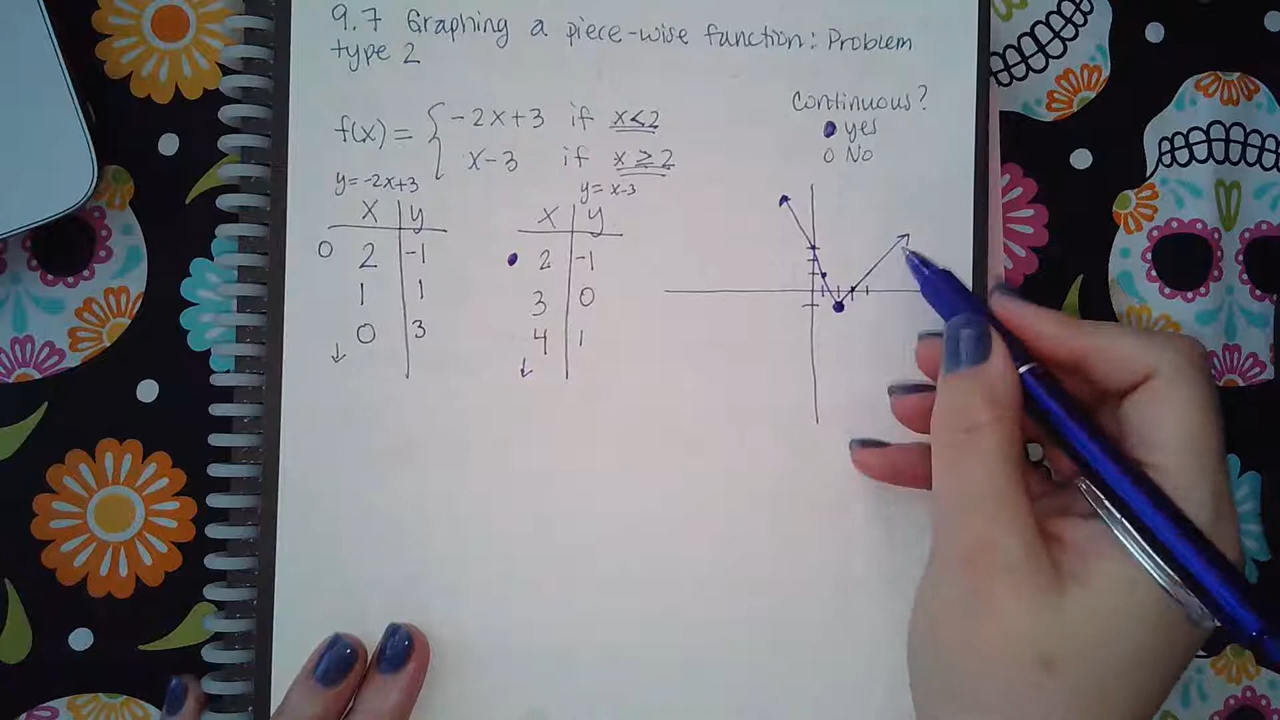 9.7 Graphing a piece-wise function: Problem
type 2
f(x) = { -2x+3 if x<2
x-3 if x≥2
continuous?
yes
No
y=-2x+3
x y
0 2 -1
1 1
0 3
y=x-3
x y
2 -1
3 0
4 1